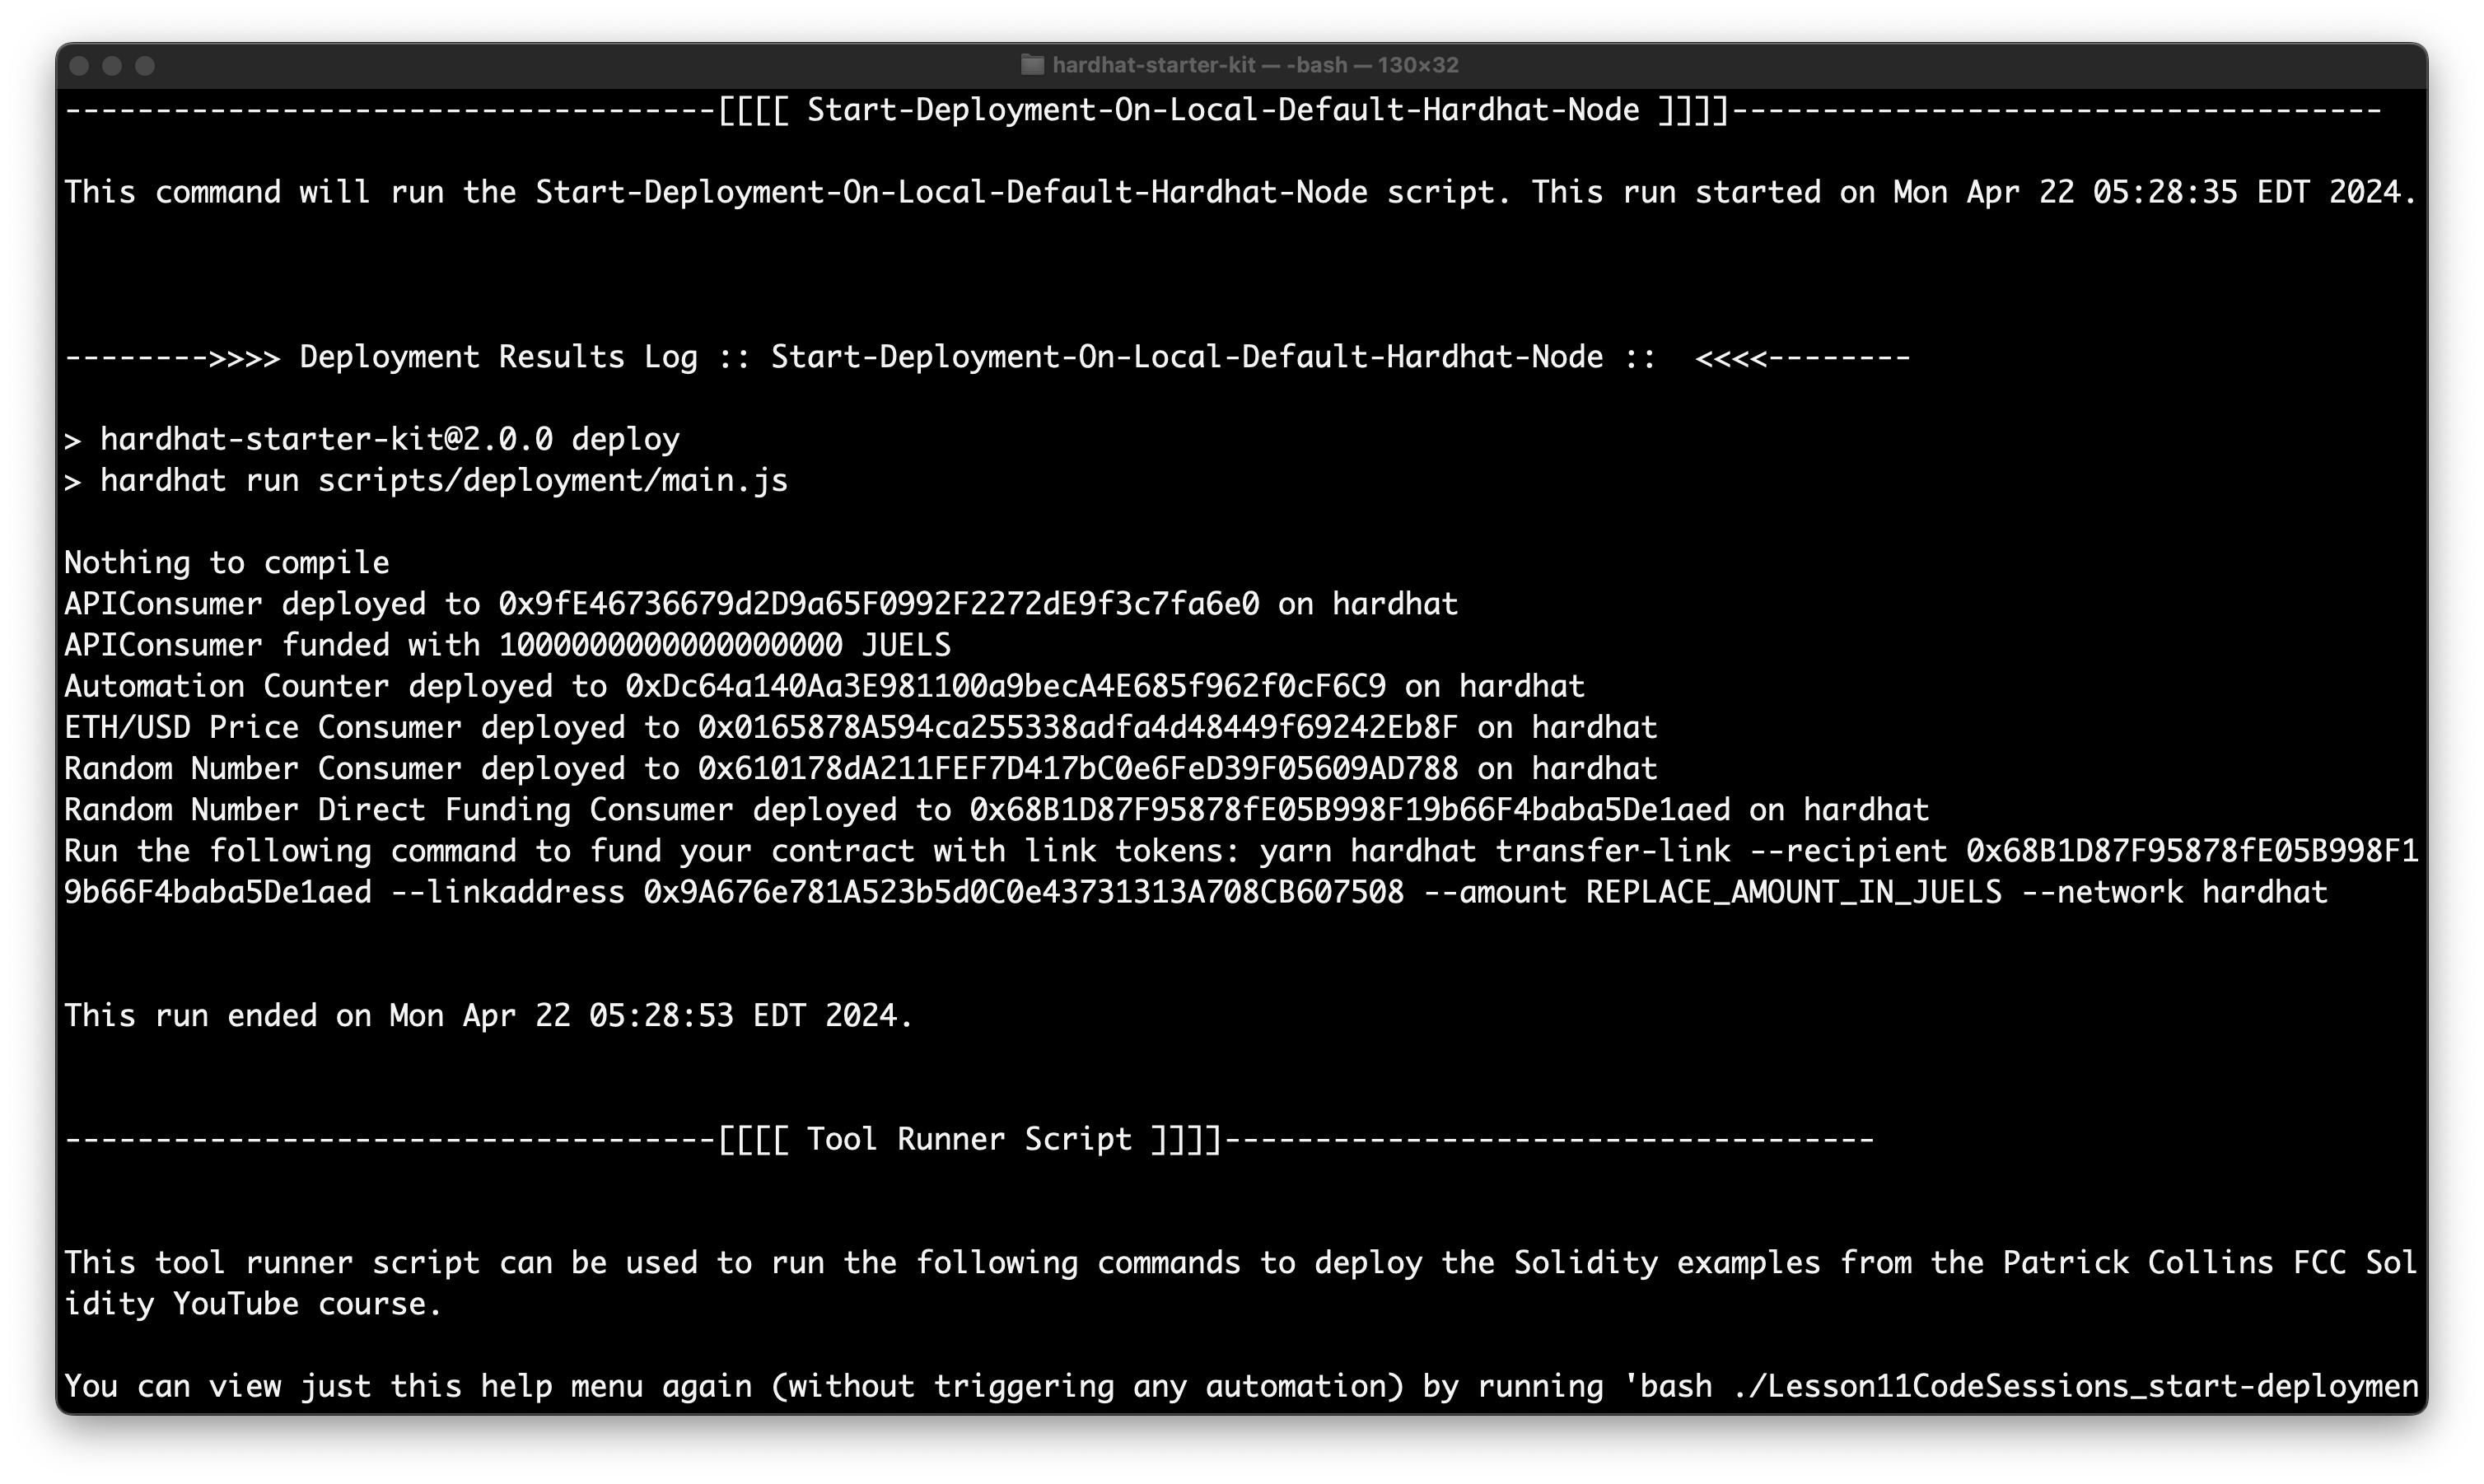 hardhat-starter-kit — -bash — 130×32
------------------------------------[[[[ Start-Deployment-On-Local-Default-Hardhat-Node ]]]]------------------------------------
This command will run the Start-Deployment-On-Local-Default-Hardhat-Node script. This run started on Mon Apr 22 05:28:35 EDT 2024.
-------->>>> Deployment Results Log :: Start-Deployment-On-Local-Default-Hardhat-Node ::  <<<<--------
> hardhat-starter-kit@2.0.0 deploy
> hardhat run scripts/deployment/main.js
Nothing to compile
APIConsumer deployed to 0x9fE46736679d2D9a65F0992F2272dE9f3c7fa6e0 on hardhat
APIConsumer funded with 1000000000000000000 JUELS
Automation Counter deployed to 0xDc64a140Aa3E981100a9becA4E685f962f0cF6C9 on hardhat
ETH/USD Price Consumer deployed to 0x0165878A594ca255338adfa4d48449f69242Eb8F on hardhat
Random Number Consumer deployed to 0x610178dA211FEF7D417bC0e6FeD39F05609AD788 on hardhat
Random Number Direct Funding Consumer deployed to 0x68B1D87F95878fE05B998F19b66F4baba5De1aed on hardhat
Run the following command to fund your contract with link tokens: yarn hardhat transfer-link --recipient 0x68B1D87F95878fE05B998F1
9b66F4baba5De1aed --linkaddress 0x9A676e781A523b5d0C0e43731313A708CB607508 --amount REPLACE_AMOUNT_IN_JUELS --network hardhat
This run ended on Mon Apr 22 05:28:53 EDT 2024.
------------------------------------[[[[ Tool Runner Script ]]]]------------------------------------
This tool runner script can be used to run the following commands to deploy the Solidity examples from the Patrick Collins FCC Sol
idity YouTube course.
You can view just this help menu again (without triggering any automation) by running 'bash ./Lesson11CodeSessions_start-deploymen